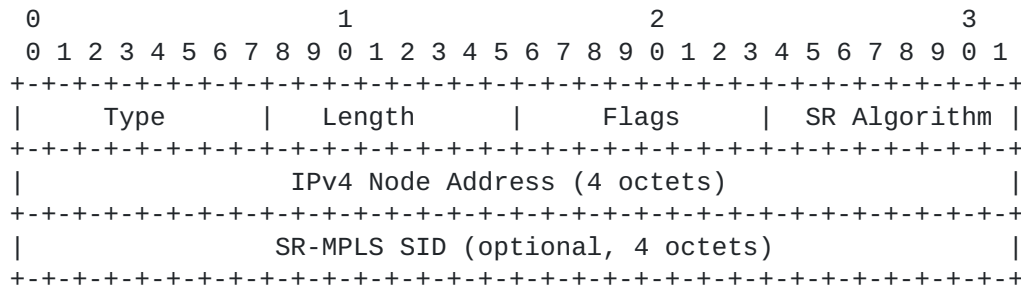 0                   1                   2                   3
 0 1 2 3 4 5 6 7 8 9 0 1 2 3 4 5 6 7 8 9 0 1 2 3 4 5 6 7 8 9 0 1
+-+-+-+-+-+-+-+-+-+-+-+-+-+-+-+-+-+-+-+-+-+-+-+-+-+-+-+-+-+-+-+-+
|     Type      |   Length      |     Flags     |  SR Algorithm |
+-+-+-+-+-+-+-+-+-+-+-+-+-+-+-+-+-+-+-+-+-+-+-+-+-+-+-+-+-+-+-+-+
|                 IPv4 Node Address (4 octets)                  |
+-+-+-+-+-+-+-+-+-+-+-+-+-+-+-+-+-+-+-+-+-+-+-+-+-+-+-+-+-+-+-+-+
|                SR-MPLS SID (optional, 4 octets)               |
+-+-+-+-+-+-+-+-+-+-+-+-+-+-+-+-+-+-+-+-+-+-+-+-+-+-+-+-+-+-+-+-+